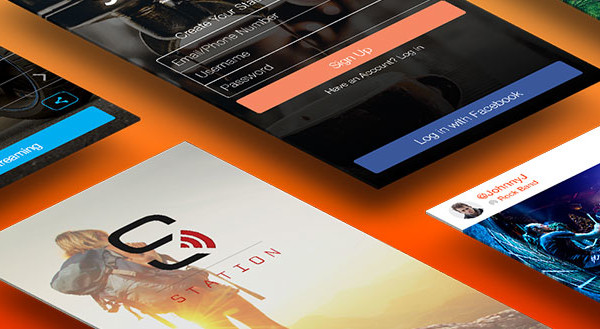 Create Your Sta
Email/Phone Number
Username
Password
Sign Up
Have an Account? Log in
Log in with Facebook
reaming
@JohnnyJ
Rock Band
STATION